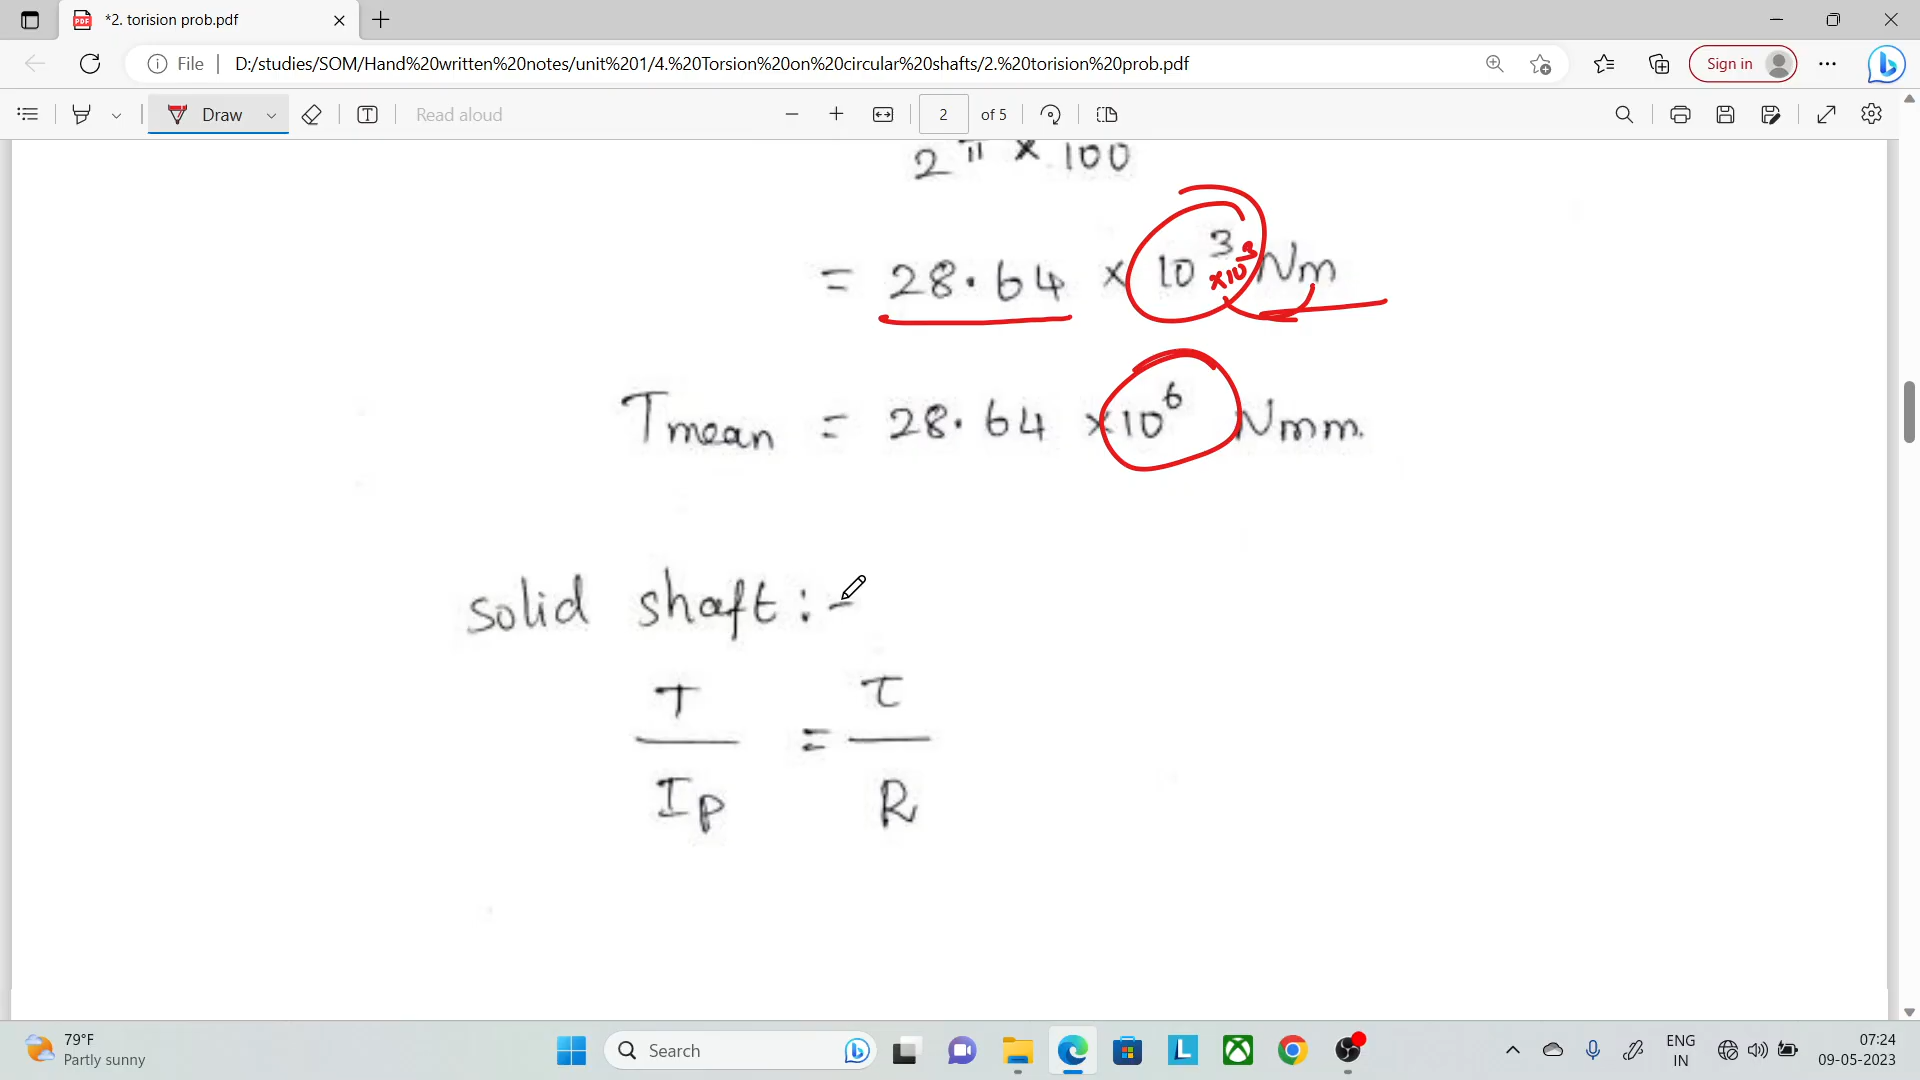 *2. torision prob.pdf
File D:/studies/SOM/Hand%20written%20notes/unit%201/4.%20Torsion%20on%20circular%20shafts/2.%20torision%20prob.pdf
Sign in
Draw
Read aloud
2 of 5
2π × 100
= 28.64 × 10³ ×10³ Nm
Tmean = 28.64 ×10⁶ Nmm.
solid shaft :-
T τ
— = —
Ip R
79°F
Partly sunny
Search
ENG
IN
07:24
09-05-2023